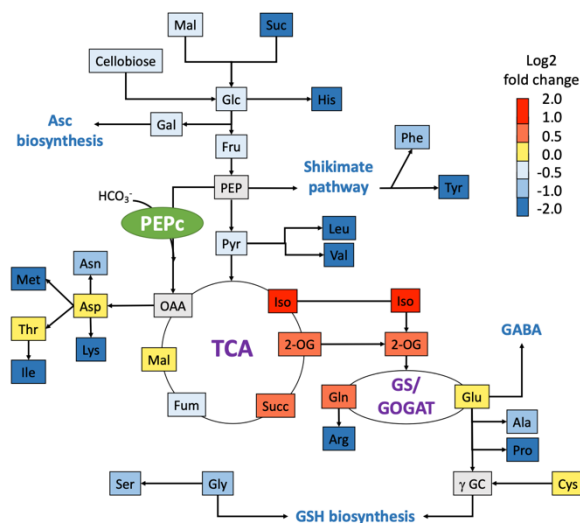 Mal
Suc
Log2
fold change
Cellobiose
2.0
1.0
0.5
0.0
-0.5
-1.0
-2.0
Glc
His
Asc
biosynthesis
Gal
Fru
Phe
Shikimate
pathway
HCO3-
PEP
Tyr
PEPc
Pyr
Leu
Val
Asn
Met
Asp
OAA
Iso
Iso
Thr
TCA
2-OG
2-OG
GABA
Mal
Lys
Ile
GS/
GOGAT
Gln
Glu
Fum
Succ
Ala
Arg
Pro
Ser
Gly
γ GC
Cys
GSH biosynthesis